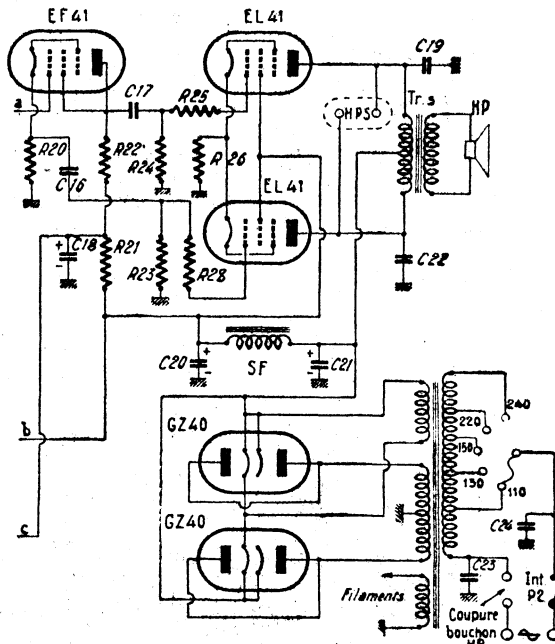 EF41
EL41
C19
C17
R25
Tr.s
HPS
HP
a
R20
R22
R24
R26
C16
EL41
C18
R21
R23
R28
C22
C20
SF
C21
b
GZ40
240
220
150
130
110
GZ40
C24
c
C23
Int
P2
Filaments
Coupure
bouchon
HP